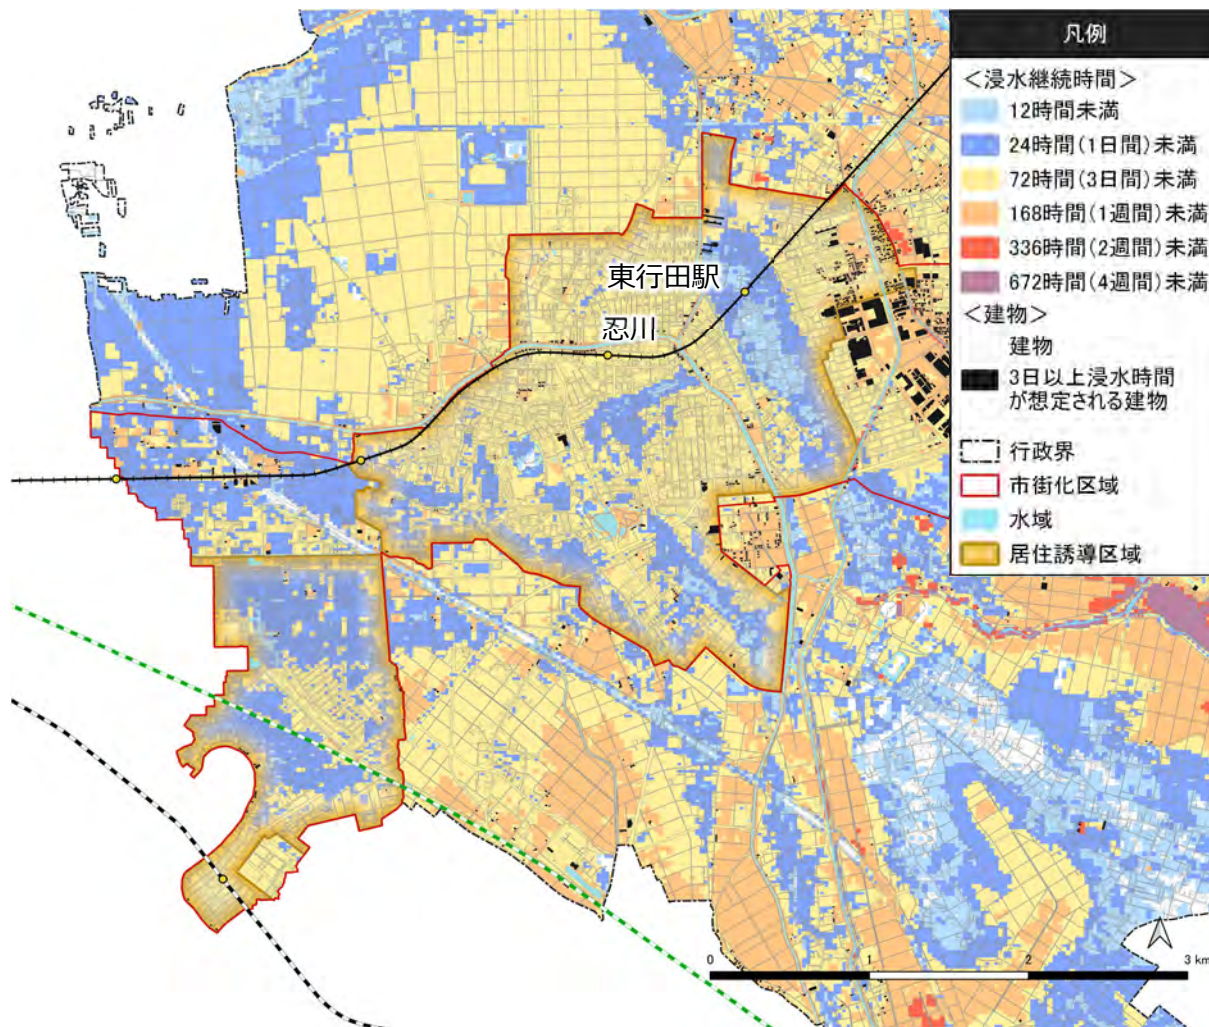 凡例
<浸水継続時間>
12時間未満
24時間(1日間)未満
72時間(3日間)未満
168時間(1週間)未満
336時間(2週間)未満
672時間(4週間)未満
<建物>
建物
3日以上浸水時間
が想定される建物
行政界
市街化区域
水域
居住誘導区域
東行田駅
忍川
0 1 2 3 km